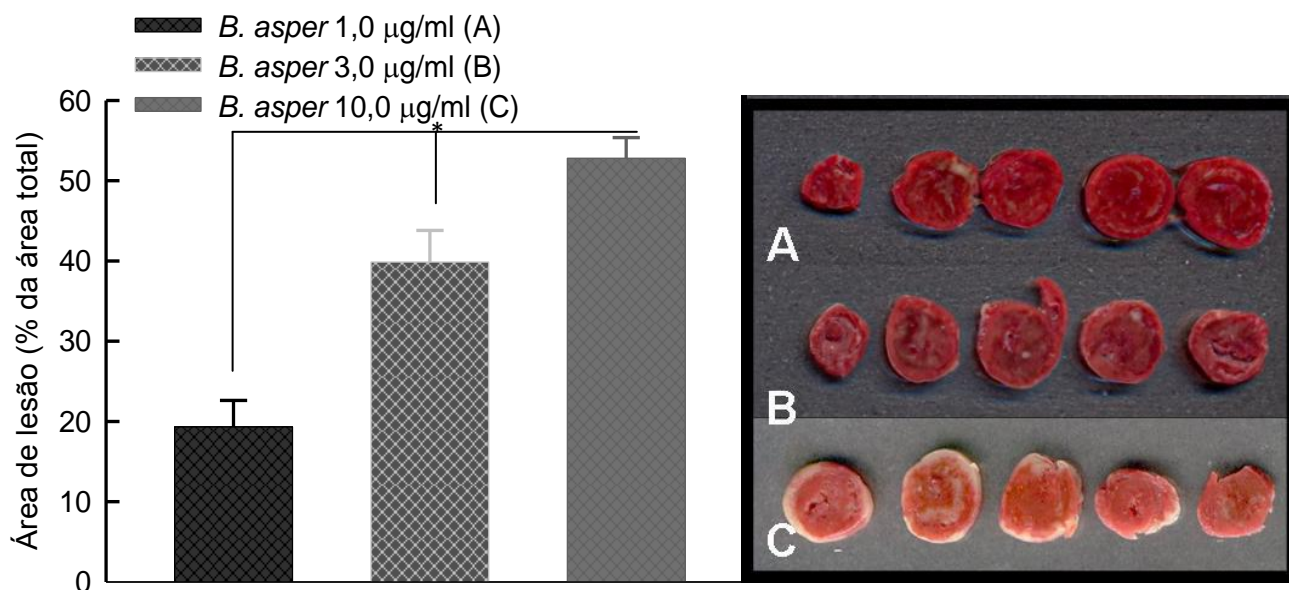 B. asper 1,0 μg/ml (A)
B. asper 3,0 μg/ml (B)
B. asper 10,0 μg/ml (C)
60
50
40
30
20
10
0
Área de lesão (% da área total)
*
A
B
C